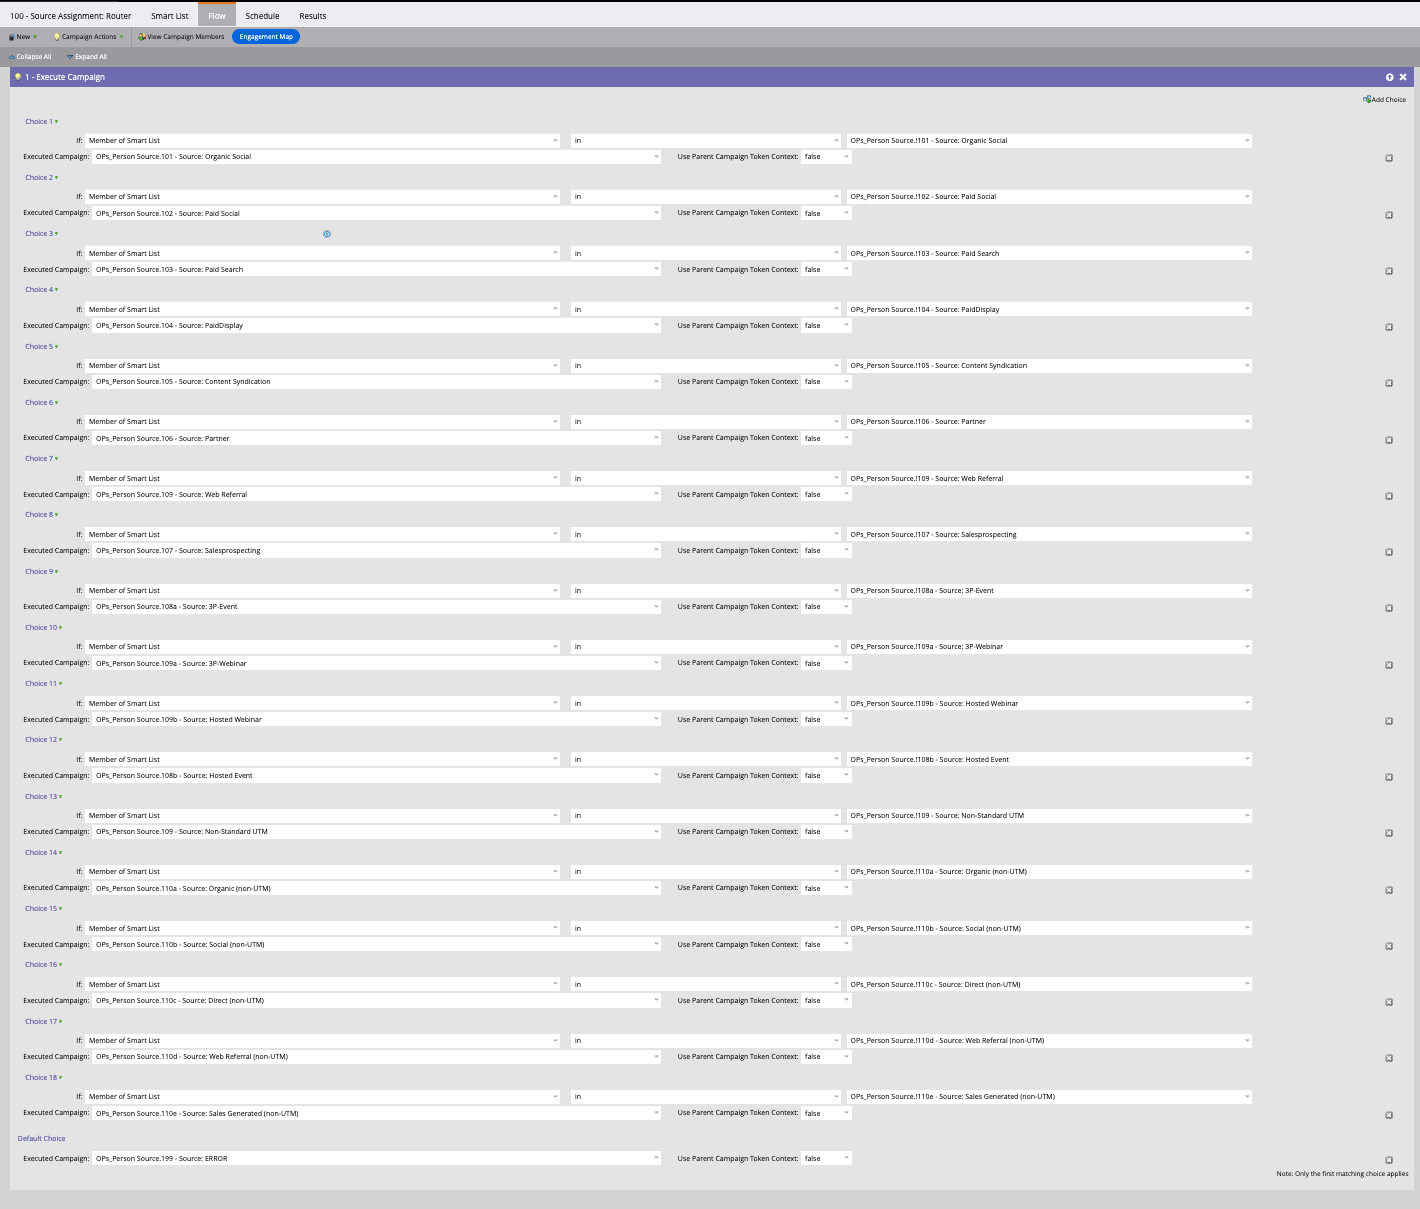 100 - Source Assignment: Router Smart List Flow Schedule Results
New Campaign Actions View Campaign Members Engagement Map
Collapse All Expand All
1 - Execute Campaign
Add Choice
Choice 1
If: Member of Smart List in OPs_Person Source.!101 - Source: Organic Social
Executed Campaign: OPs_Person Source.101 - Source: Organic Social Use Parent Campaign Token Context: false
Choice 2
If: Member of Smart List in OPs_Person Source.!102 - Source: Paid Social
Executed Campaign: OPs_Person Source.102 - Source: Paid Social Use Parent Campaign Token Context: false
Choice 3
If: Member of Smart List in OPs_Person Source.!103 - Source: Paid Search
Executed Campaign: OPs_Person Source.103 - Source: Paid Search Use Parent Campaign Token Context: false
Choice 4
If: Member of Smart List in OPs_Person Source.!104 - Source: PaidDisplay
Executed Campaign: OPs_Person Source.104 - Source: PaidDisplay Use Parent Campaign Token Context: false
Choice 5
If: Member of Smart List in OPs_Person Source.!105 - Source: Content Syndication
Executed Campaign: OPs_Person Source.105 - Source: Content Syndication Use Parent Campaign Token Context: false
Choice 6
If: Member of Smart List in OPs_Person Source.!106 - Source: Partner
Executed Campaign: OPs_Person Source.106 - Source: Partner Use Parent Campaign Token Context: false
Choice 7
If: Member of Smart List in OPs_Person Source.!109 - Source: Web Referral
Executed Campaign: OPs_Person Source.109 - Source: Web Referral Use Parent Campaign Token Context: false
Choice 8
If: Member of Smart List in OPs_Person Source.!107 - Source: Salesprospecting
Executed Campaign: OPs_Person Source.107 - Source: Salesprospecting Use Parent Campaign Token Context: false
Choice 9
If: Member of Smart List in OPs_Person Source.!108a - Source: 3P-Event
Executed Campaign: OPs_Person Source.108a - Source: 3P-Event Use Parent Campaign Token Context: false
Choice 10
If: Member of Smart List in OPs_Person Source.!109a - Source: 3P-Webinar
Executed Campaign: OPs_Person Source.109a - Source: 3P-Webinar Use Parent Campaign Token Context: false
Choice 11
If: Member of Smart List in OPs_Person Source.!109b - Source: Hosted Webinar
Executed Campaign: OPs_Person Source.109b - Source: Hosted Webinar Use Parent Campaign Token Context: false
Choice 12
If: Member of Smart List in OPs_Person Source.!108b - Source: Hosted Event
Executed Campaign: OPs_Person Source.108b - Source: Hosted Event Use Parent Campaign Token Context: false
Choice 13
If: Member of Smart List in OPs_Person Source.!109 - Source: Non-Standard UTM
Executed Campaign: OPs_Person Source.109 - Source: Non-Standard UTM Use Parent Campaign Token Context: false
Choice 14
If: Member of Smart List in OPs_Person Source.!110a - Source: Organic (non-UTM)
Executed Campaign: OPs_Person Source.110a - Source: Organic (non-UTM) Use Parent Campaign Token Context: false
Choice 15
If: Member of Smart List in OPs_Person Source.!110b - Source: Social (non-UTM)
Executed Campaign: OPs_Person Source.110b - Source: Social (non-UTM) Use Parent Campaign Token Context: false
Choice 16
If: Member of Smart List in OPs_Person Source.!110c - Source: Direct (non-UTM)
Executed Campaign: OPs_Person Source.110c - Source: Direct (non-UTM) Use Parent Campaign Token Context: false
Choice 17
If: Member of Smart List in OPs_Person Source.!110d - Source: Web Referral (non-UTM)
Executed Campaign: OPs_Person Source.110d - Source: Web Referral (non-UTM) Use Parent Campaign Token Context: false
Choice 18
If: Member of Smart List in OPs_Person Source.!110e - Source: Sales Generated (non-UTM)
Executed Campaign: OPs_Person Source.110e - Source: Sales Generated (non-UTM) Use Parent Campaign Token Context: false
Default Choice
Executed Campaign: OPs_Person Source.199 - Source: ERROR Use Parent Campaign Token Context: false
Note: Only the first matching choice applies